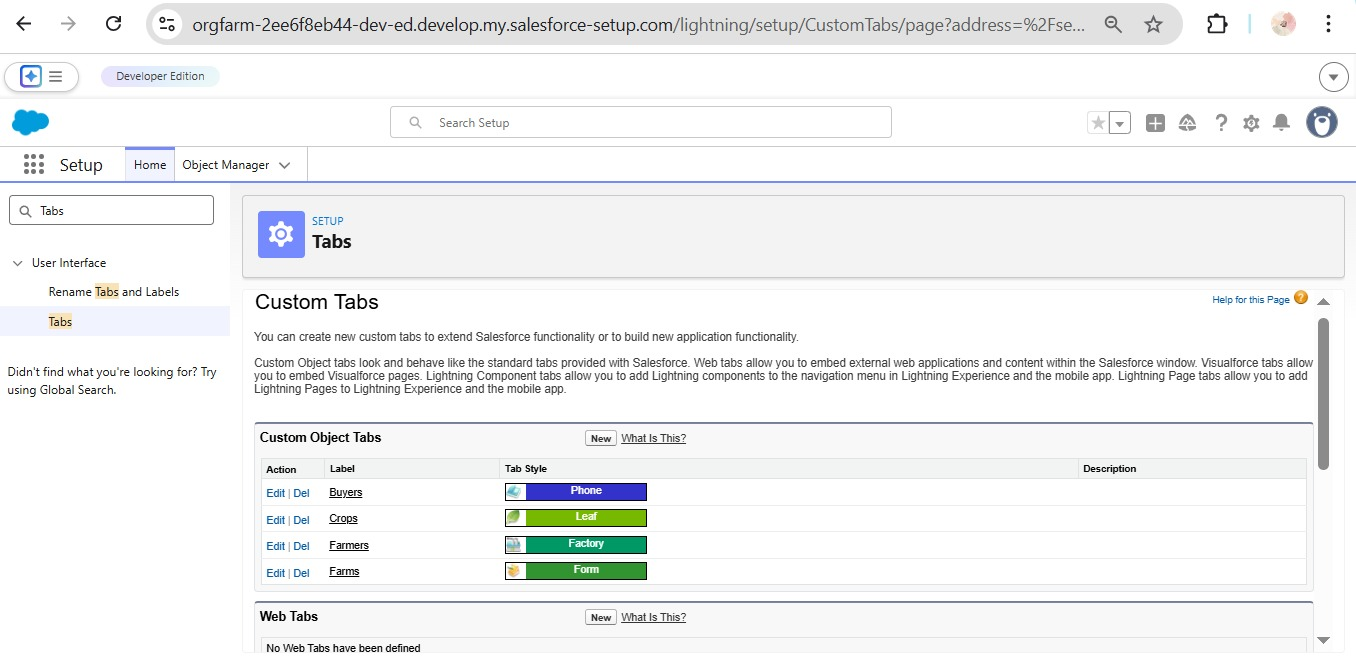 orgfarm-2ee6f8eb44-dev-ed.develop.my.salesforce-setup.com/lightning/setup/CustomTabs/page?address=%2Fse...
Developer Edition
Search Setup
Setup
Home
Object Manager
Tabs
User Interface
Rename Tabs and Labels
Tabs
Didn't find what you're looking for? Try
using Global Search.
SETUP
Tabs
Custom Tabs
Help for this Page
You can create new custom tabs to extend Salesforce functionality or to build new application functionality.
Custom Object tabs look and behave like the standard tabs provided with Salesforce. Web tabs allow you to embed external web applications and content within the Salesforce window. Visualforce tabs allow
you to embed Visualforce pages. Lightning Component tabs allow you to add Lightning components to the navigation menu in Lightning Experience and the mobile app. Lightning Page tabs allow you to add
Lightning Pages to Lightning Experience and the mobile app.
Custom Object Tabs New What Is This?
Action Label Tab Style Description
Edit | Del Buyers Phone
Edit | Del Crops Leaf
Edit | Del Farmers Factory
Edit | Del Farms Form
Web Tabs New What Is This?
No Web Tabs have been defined